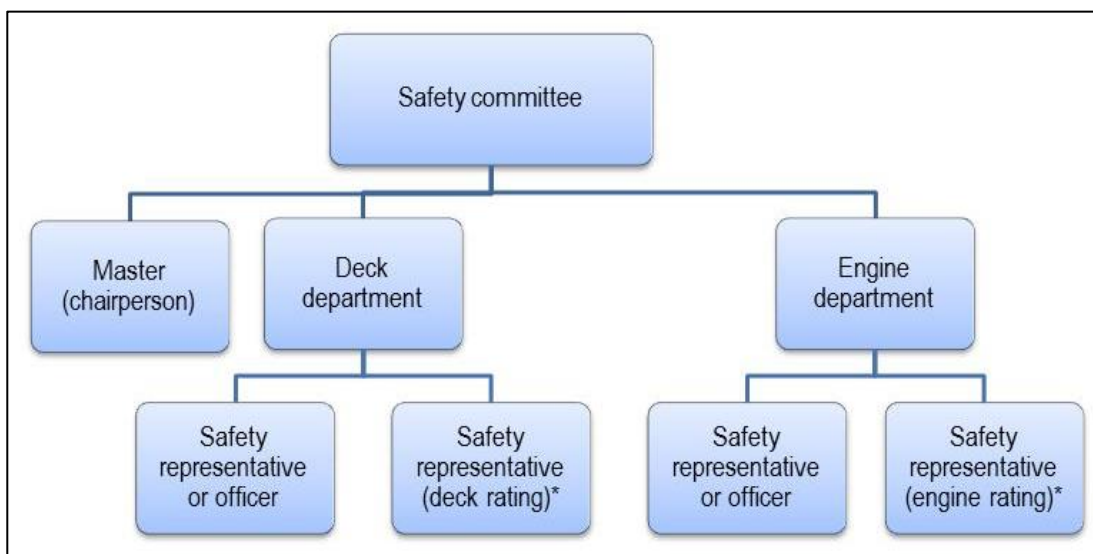 Safety committee
Master
(chairperson)
Deck
department
Engine
department
Safety
representative
or officer
Safety
representative
(deck rating)*
Safety
representative
or officer
Safety
representative
(engine rating)*